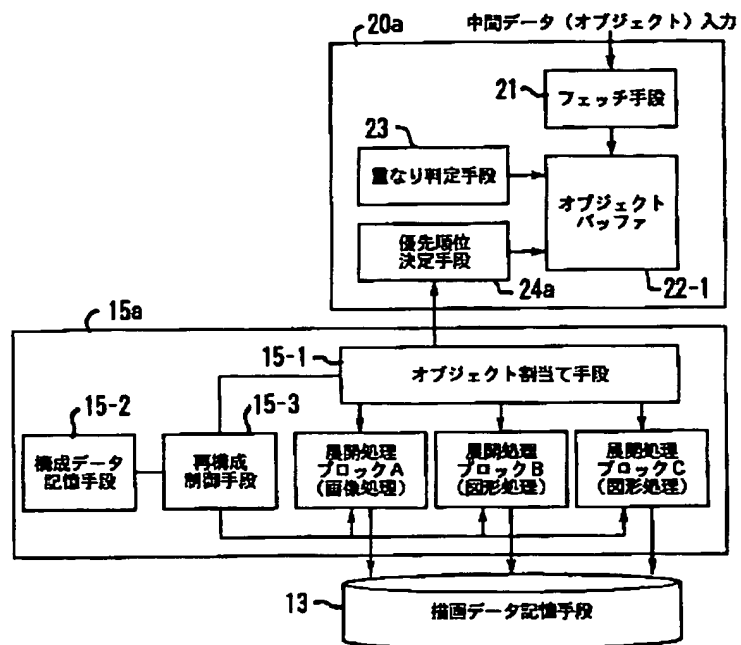 20a
中間データ(オブジェクト)入力
21
フェッチ手段
23
重なり判定手段
オブジェクト
バッファ
優先順位
決定手段
24a
22-1
15a
15-1
オブジェクト割当て手段
15-2
15-3
構成データ
記憶手段
再構成
制御手段
展開処理
ブロックA
(画像処理)
展開処理
ブロックB
(図形処理)
展開処理
ブロックC
(図形処理)
13
描画データ記憶手段